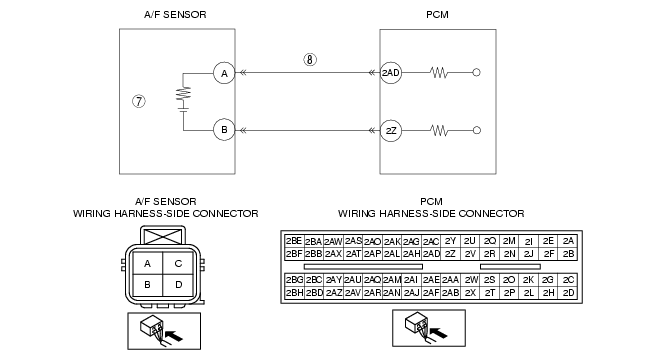 A/F SENSOR
PCM
⑧
A
2AD
⑦
B
2Z
A/F SENSOR
WIRING HARNESS-SIDE CONNECTOR
PCM
WIRING HARNESS-SIDE CONNECTOR
A C
B D
2BE 2BA 2AW 2AS 2AO 2AK 2AG 2AC 2Y 2U 2Q 2M 2I 2E 2A
2BF 2BB 2AX 2AT 2AP 2AL 2AH 2AD 2Z 2V 2R 2N 2J 2F 2B
2BG 2BC 2AY 2AU 2AQ 2AM 2AI 2AE 2AA 2W 2S 2O 2K 2G 2C
2BH 2BD 2AZ 2AV 2AR 2AN 2AJ 2AF 2AB 2X 2T 2P 2L 2H 2D